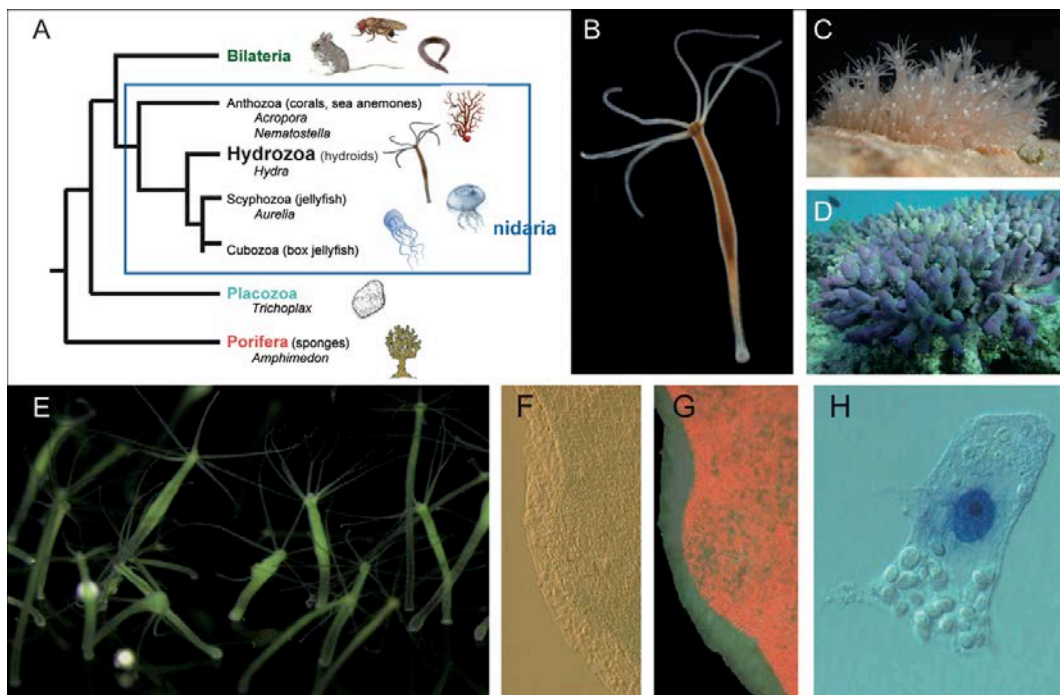 A
Bilateria
Anthozoa (corals, sea anemones)
Acropora
Nematostella
Hydrozoa (hydroids)
Hydra
Scyphozoa (jellyfish)
Aurelia
nidaria
Cubozoa (box jellyfish)
Placozoa
Trichoplax
Porifera (sponges)
Amphimedon
B
C
D
E
F
G
H